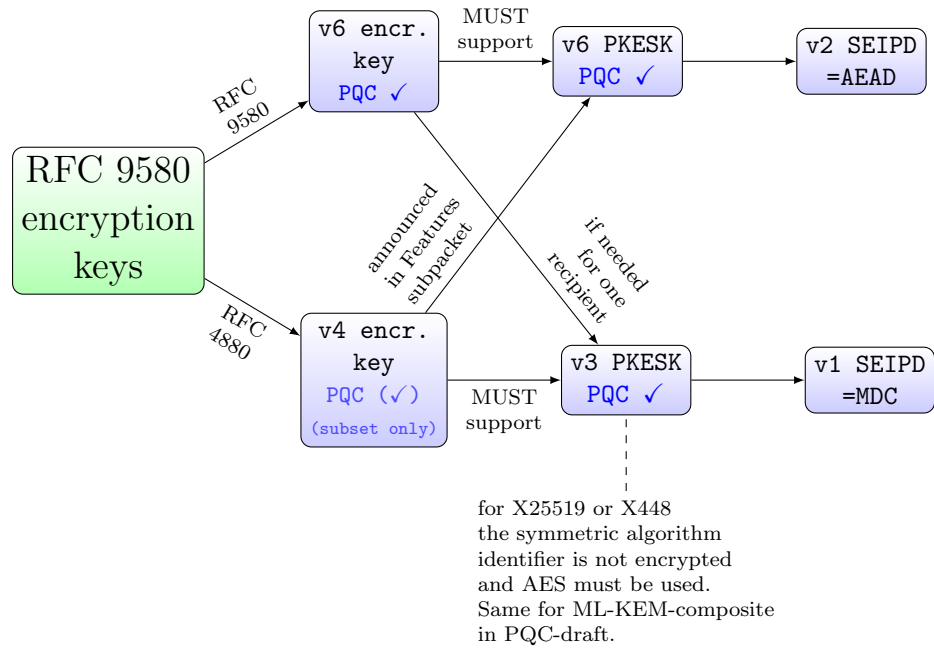 v6 encr.
key
PQC ✓
MUST
support
v6 PKESK
PQC ✓
v2 SEIPD
=AEAD
RFC
9580
RFC 9580
encryption
keys
announced
in Features
subpacket
if needed
for one
recipient
RFC
4880
v4 encr.
key
PQC (✓)
(subset only)
MUST
support
v3 PKESK
PQC ✓
v1 SEIPD
=MDC
for X25519 or X448
the symmetric algorithm
identifier is not encrypted
and AES must be used.
Same for ML-KEM-composite
in PQC-draft.